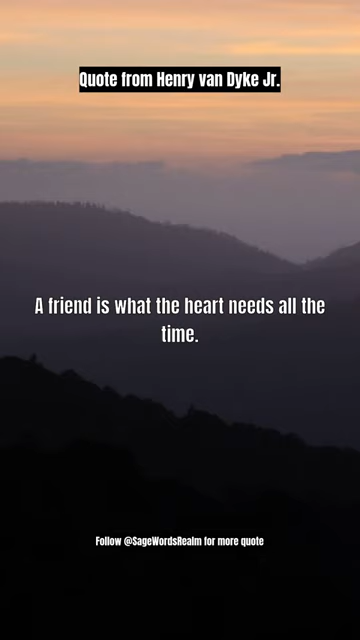 Quote from Henry van Dyke Jr.
A friend is what the heart needs all the
time.
Follow @SageWordsRealm for more quote